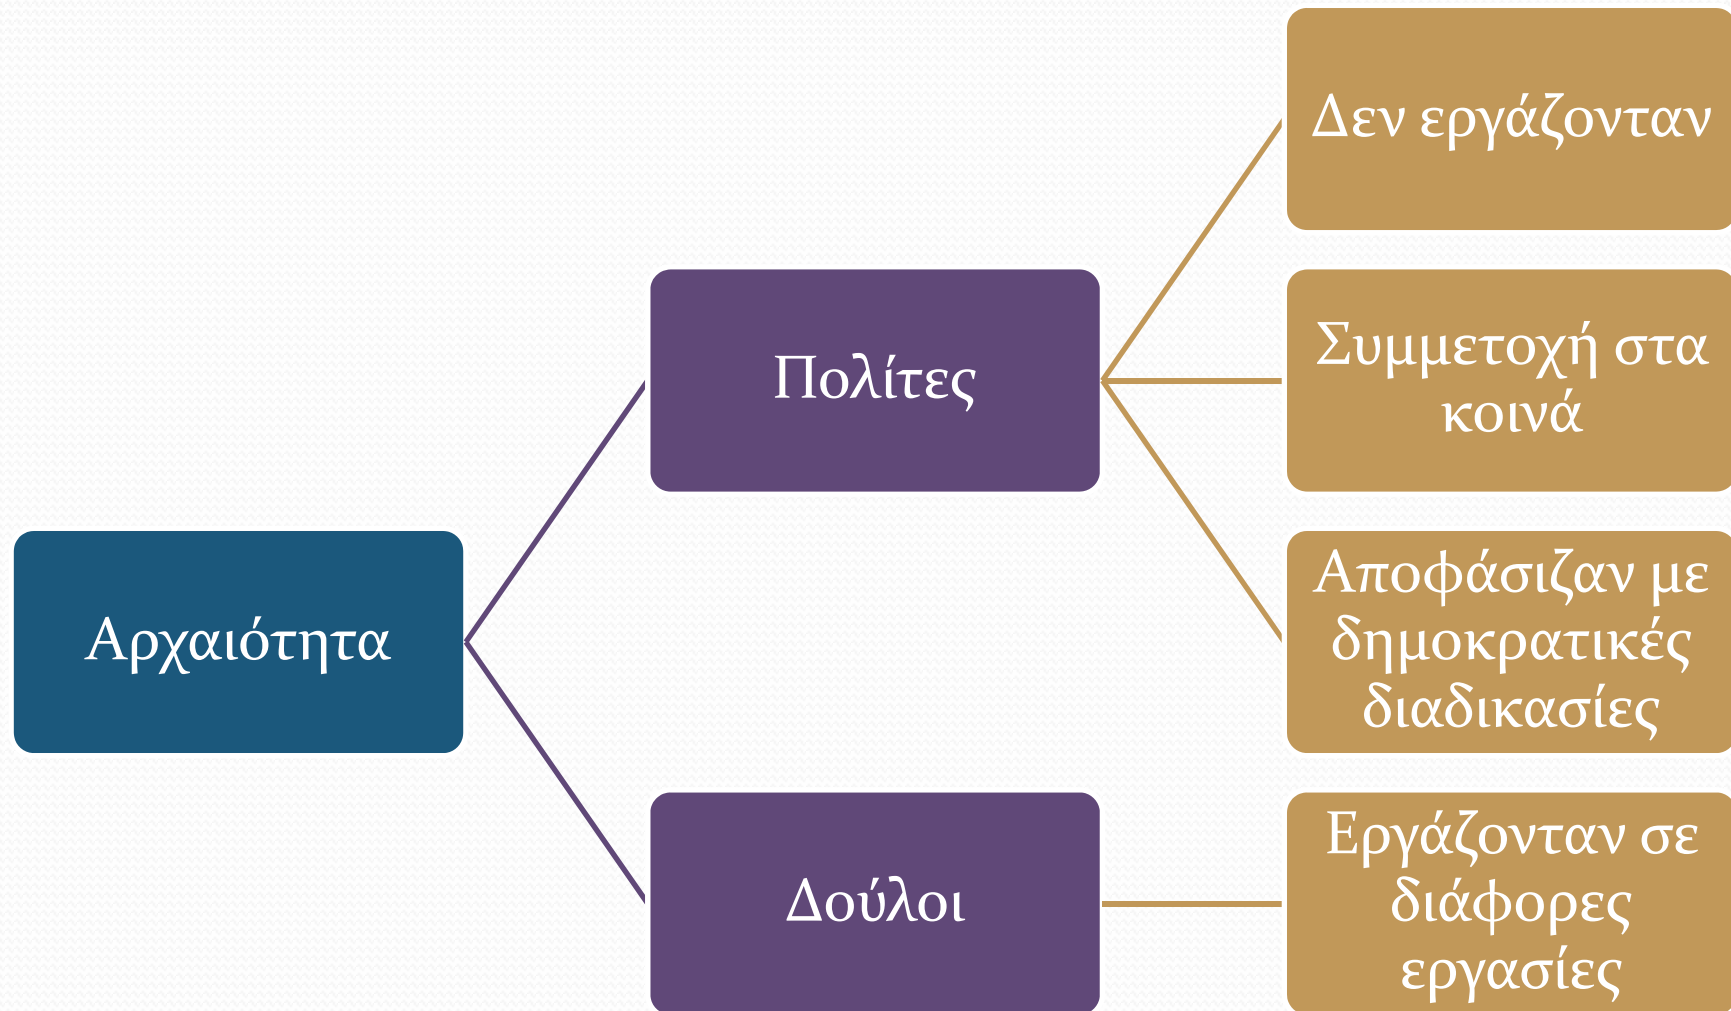 Αρχαιότητα
Πολίτες
Δεν εργάζονταν
Συμμετοχή στα
κοινά
Αποφάσιζαν με
δημοκρατικές
διαδικασίες
Δούλοι
Εργάζονταν σε
διάφορες
εργασίες